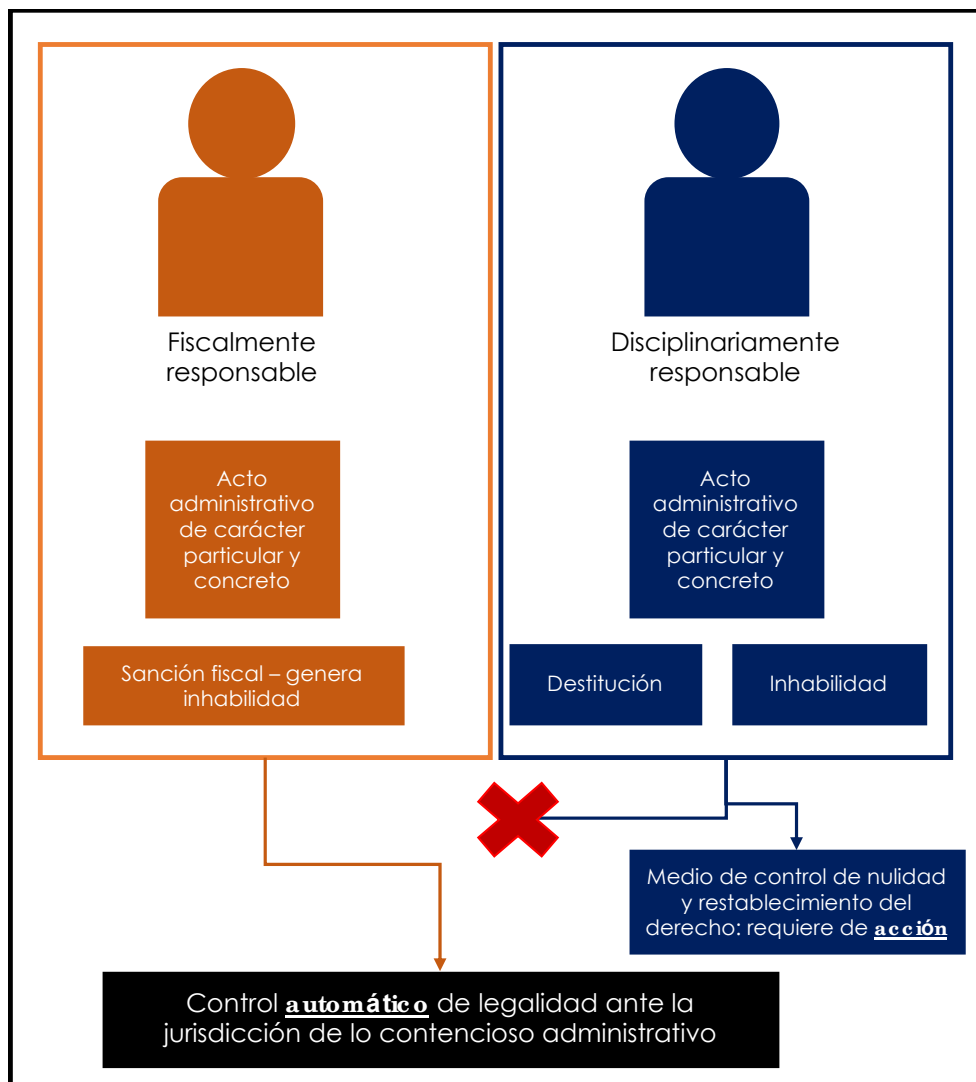 Fiscalmente
responsable
Acto
administrativo
de carácter
particular y
concreto
Sanción fiscal – genera
inhabilidad
Disciplinariamente
responsable
Acto
administrativo
de carácter
particular y
concreto
Destitución
Inhabilidad
Medio de control de nulidad
y restablecimiento del
derecho: requiere de acción
Control automático de legalidad ante la
jurisdicción de lo contencioso administrativo